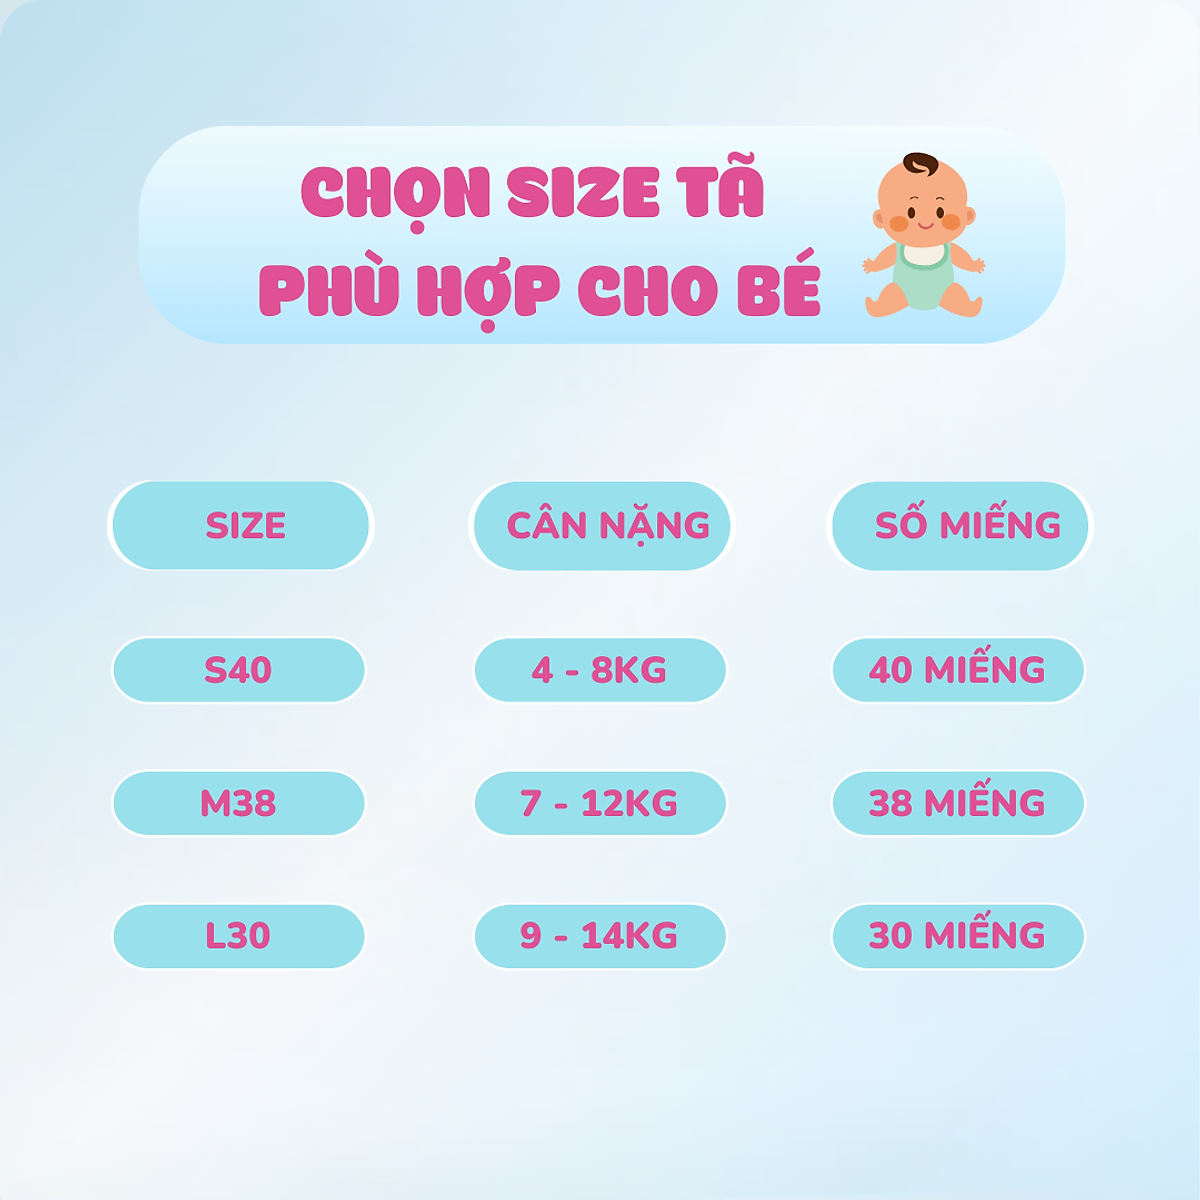 CHỌN SIZE TÃ
PHÙ HỢP CHO BÉ
SIZE CÂN NẶNG SỐ MIẾNG
S40 4 - 8KG 40 MIẾNG
M38 7 - 12KG 38 MIẾNG
L30 9 - 14KG 30 MIẾNG